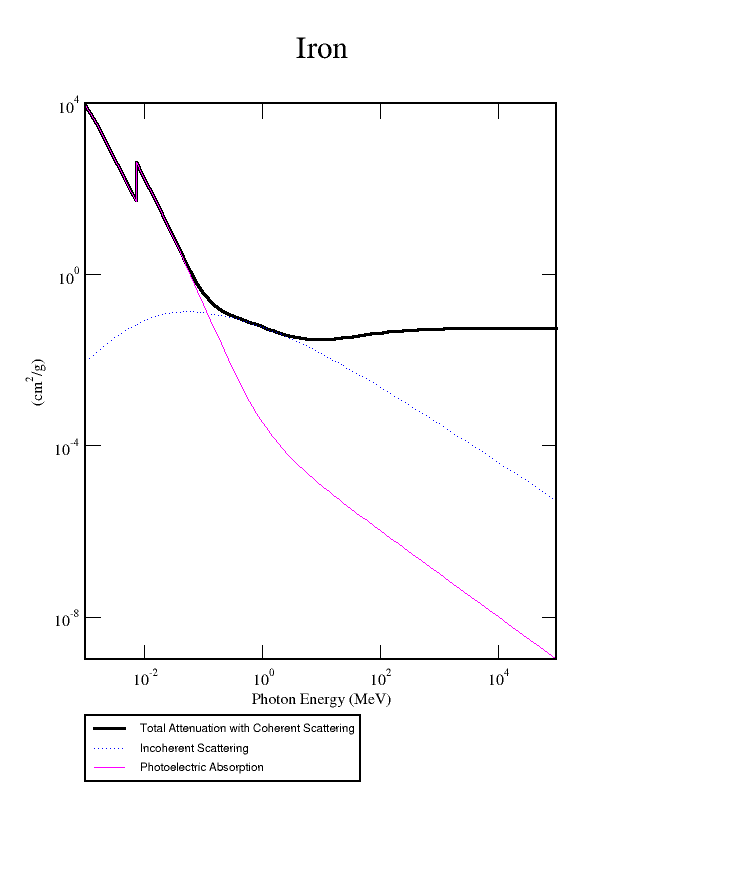 Iron
10^4
10^0
(cm^2/g)
10^-4
10^-8
10^-2 10^0 10^2 10^4
Photon Energy (MeV)
Total Attenuation with Coherent Scattering
Incoherent Scattering
Photoelectric Absorption